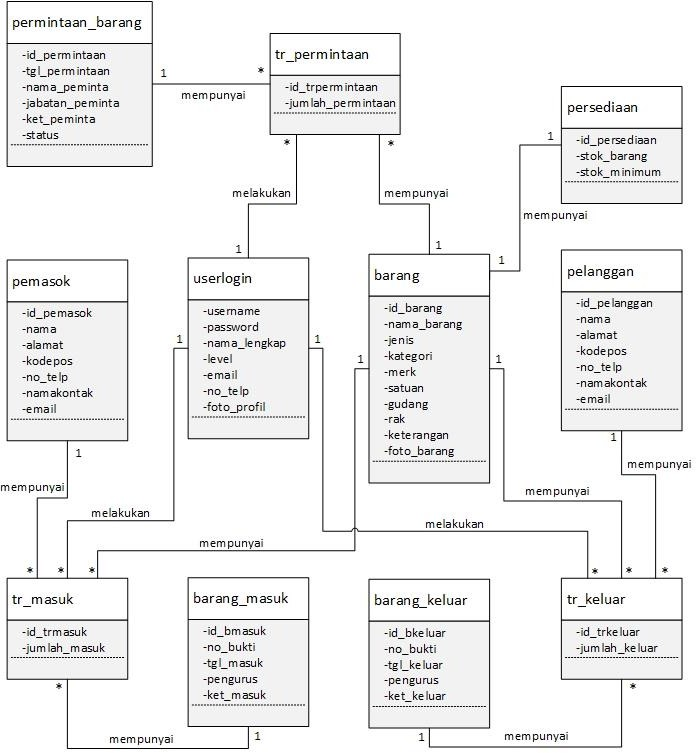 permintaan_barang
-id_permintaan
-tgl_permintaan
-nama_peminta
-jabatan_peminta
-ket_peminta
-status
1
*
mempunyai
tr_permintaan
-id_trpermintaan
-jumlah_permintaan
*
*
melakukan
mempunyai
1
1
persediaan
-id_persediaan
-stok_barang
-stok_minimum
1
mempunyai
1
pemasok
-id_pemasok
-nama
-alamat
-kodepos
-no_telp
-namakontak
-email
1
mempunyai
userlogin
-username
-password
-nama_lengkap
-level
-email
-no_telp
-foto_profil
1
1
melakukan
melakukan
barang
-id_barang
-nama_barang
-jenis
-kategori
-merk
-satuan
-gudang
-rak
-keterangan
-foto_barang
1
1
mempunyai
mempunyai
pelanggan
-id_pelanggan
-nama
-alamat
-kodepos
-no_telp
-namakontak
-email
1
mempunyai
*
*
*
*
*
*
tr_masuk
-id_trmasuk
-jumlah_masuk
*
mempunyai
1
barang_masuk
-id_bmasuk
-no_bukti
-tgl_masuk
-pengurus
-ket_masuk
barang_keluar
-id_bkeluar
-no_bukti
-tgl_keluar
-pengurus
-ket_keluar
1
mempunyai
*
tr_keluar
-id_trkeluar
-jumlah_keluar